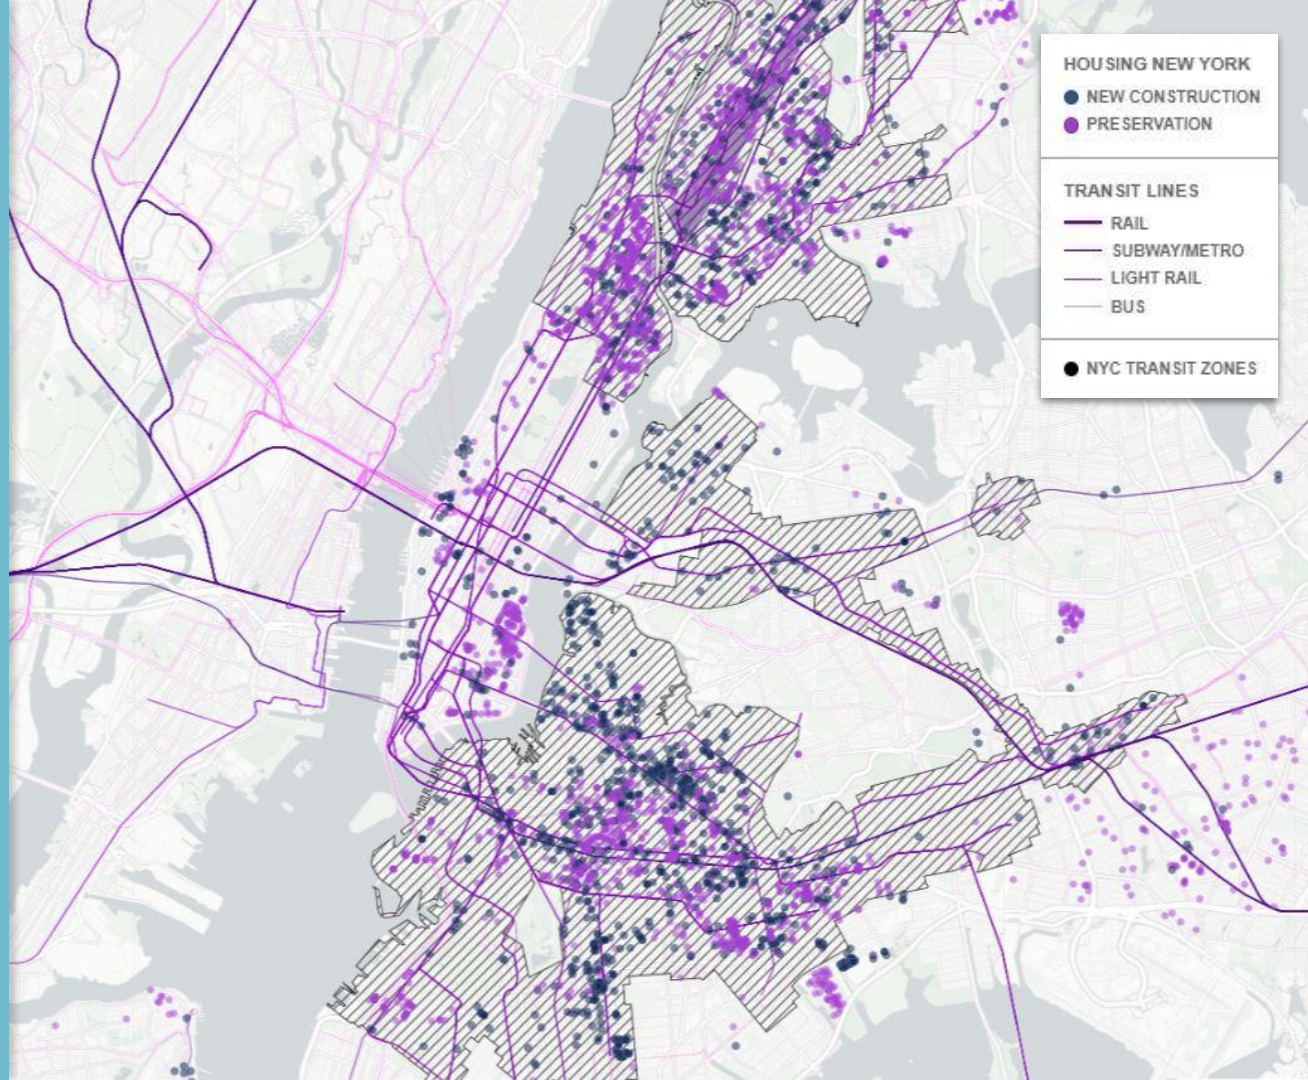 HOUSING NEW YORK
NEW CONSTRUCTION
PRESERVATION
TRANSIT LINES
RAIL
SUBWAY/METRO
LIGHT RAIL
BUS
NYC TRANSIT ZONES